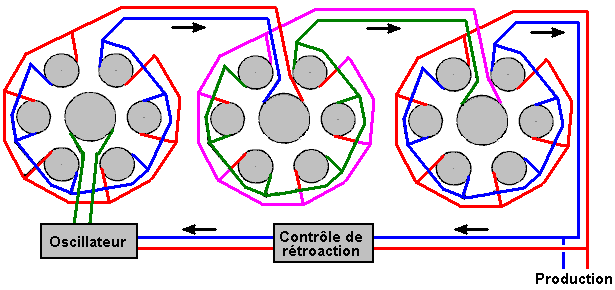 Oscillateur
Contrôle de
rétroaction
Production